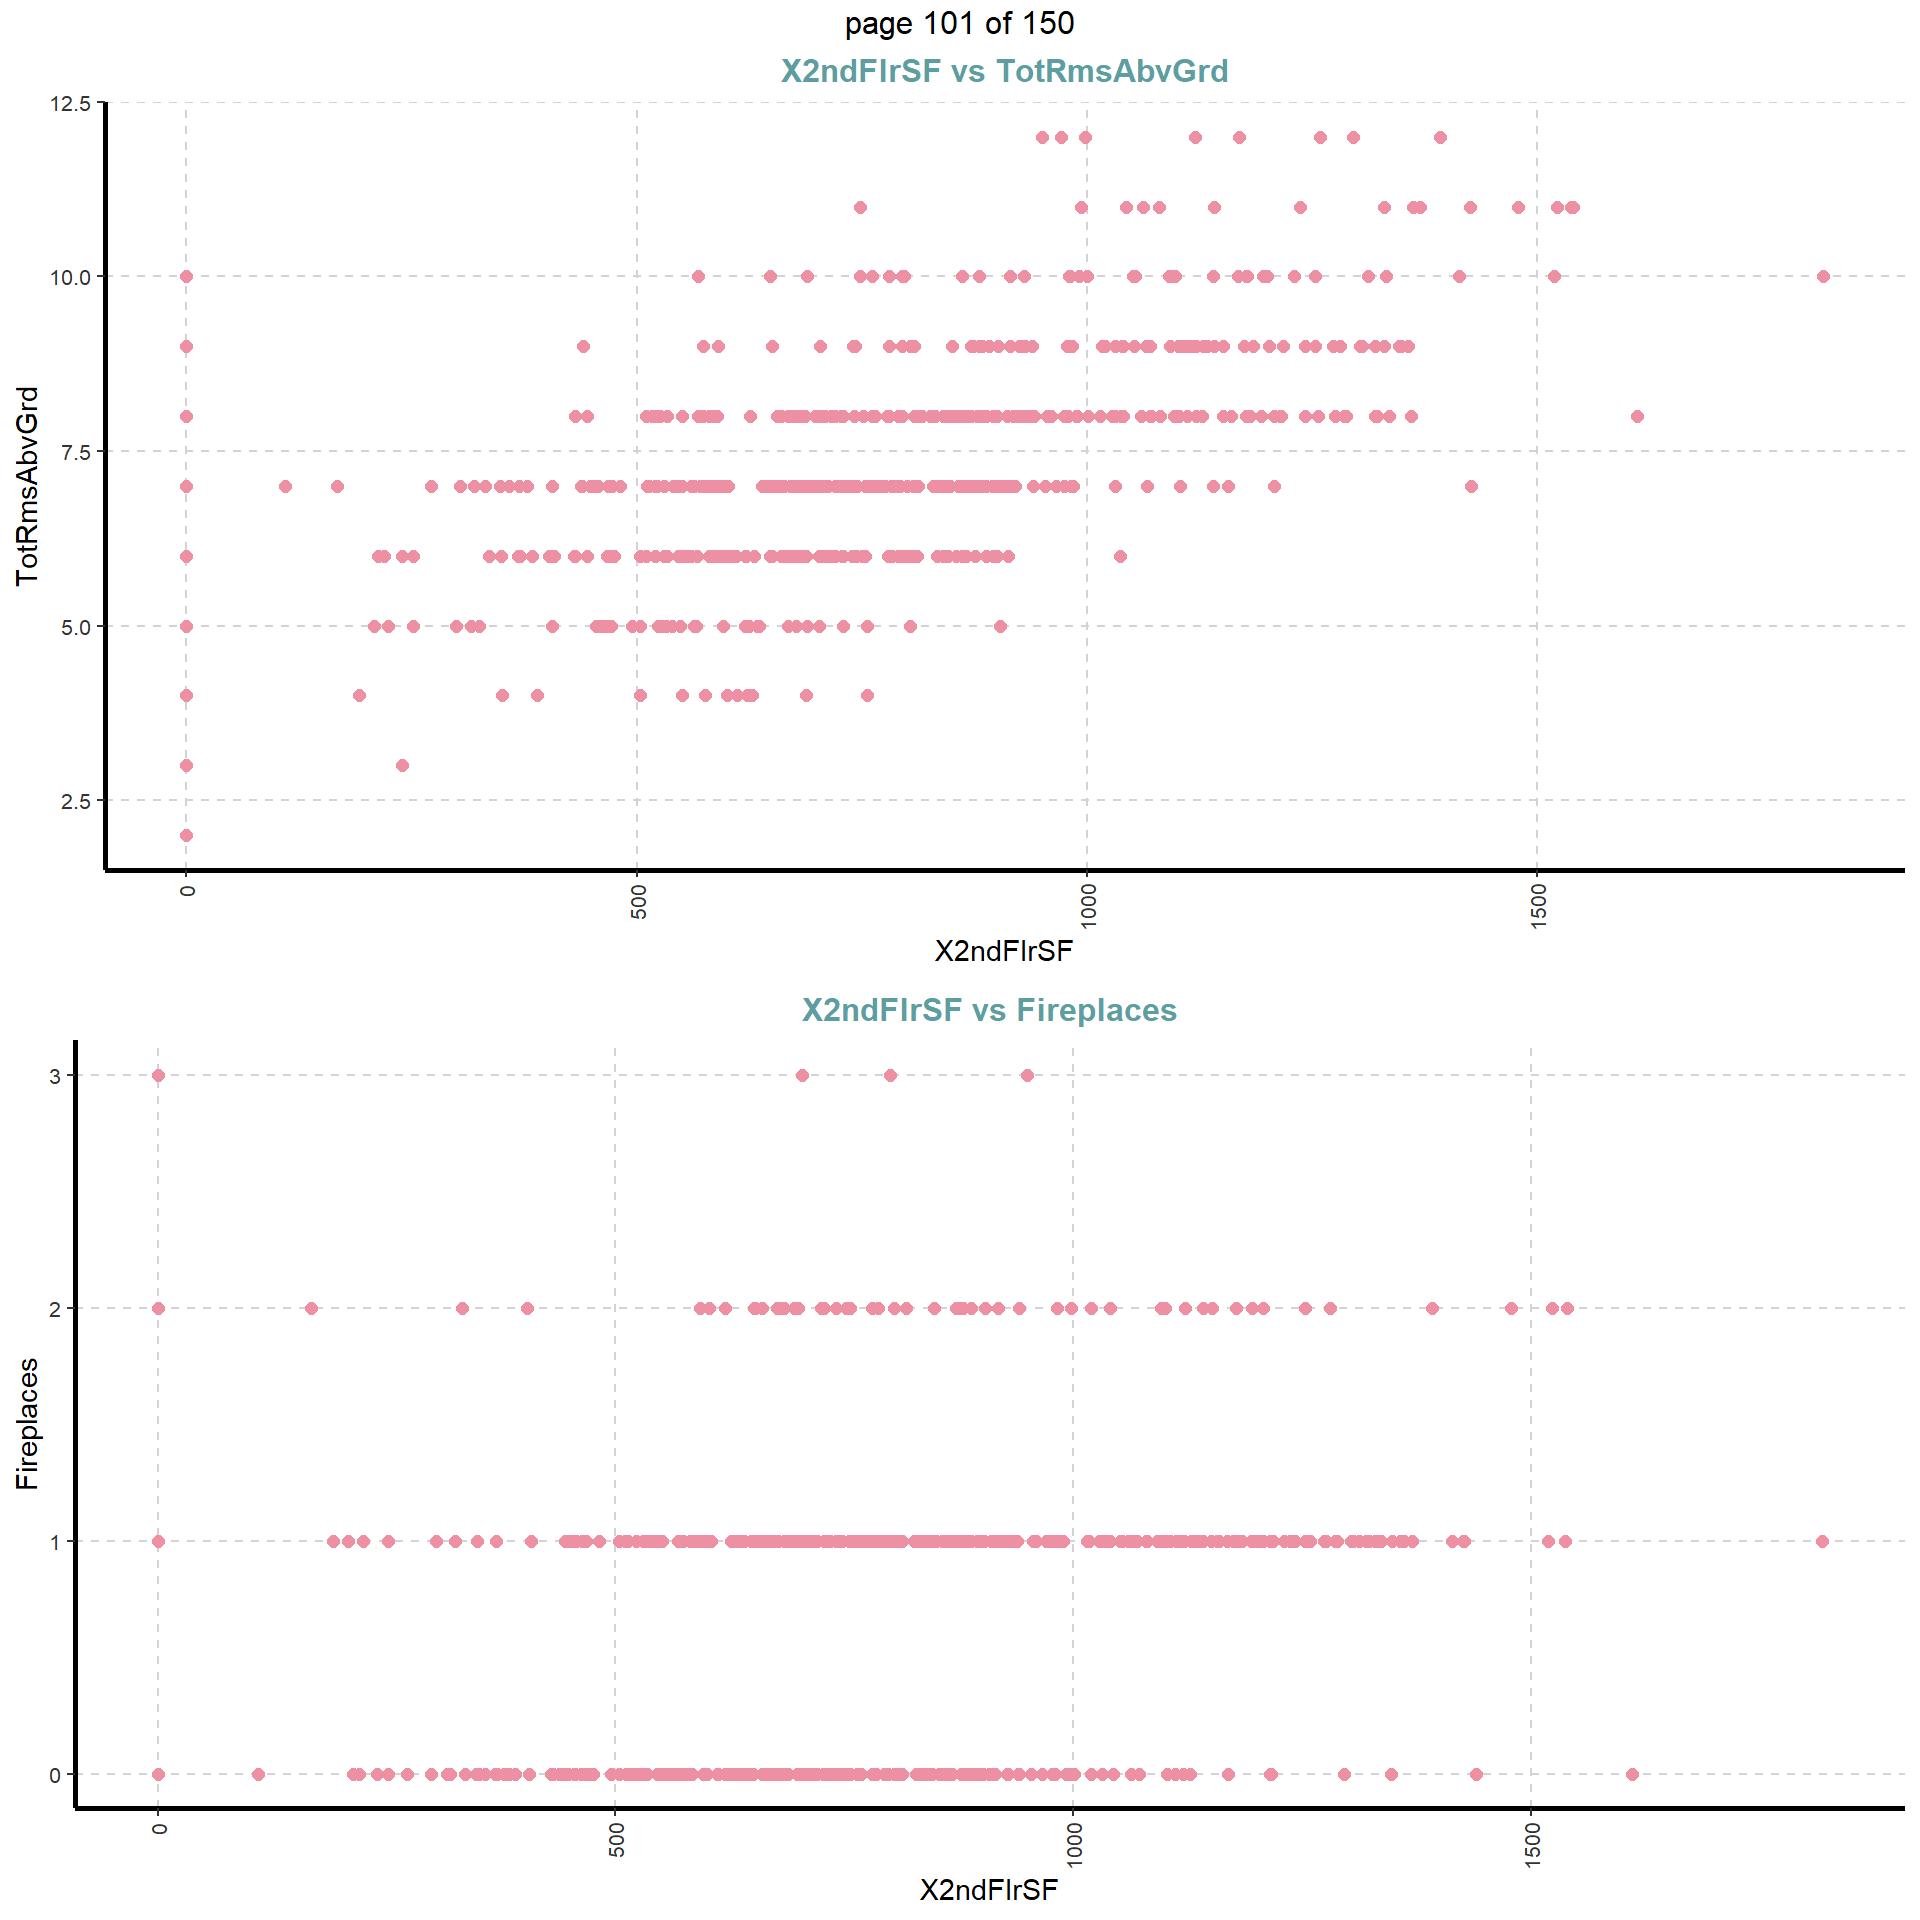 page 101 of 150
X2ndFlrSF vs TotRmsAbvGrd
TotRmsAbvGrd
12.5
10.0
7.5
5.0
2.5
0
500
1000
1500
X2ndFlrSF
X2ndFlrSF vs Fireplaces
Fireplaces
3
2
1
0
0
500
1000
1500
X2ndFlrSF